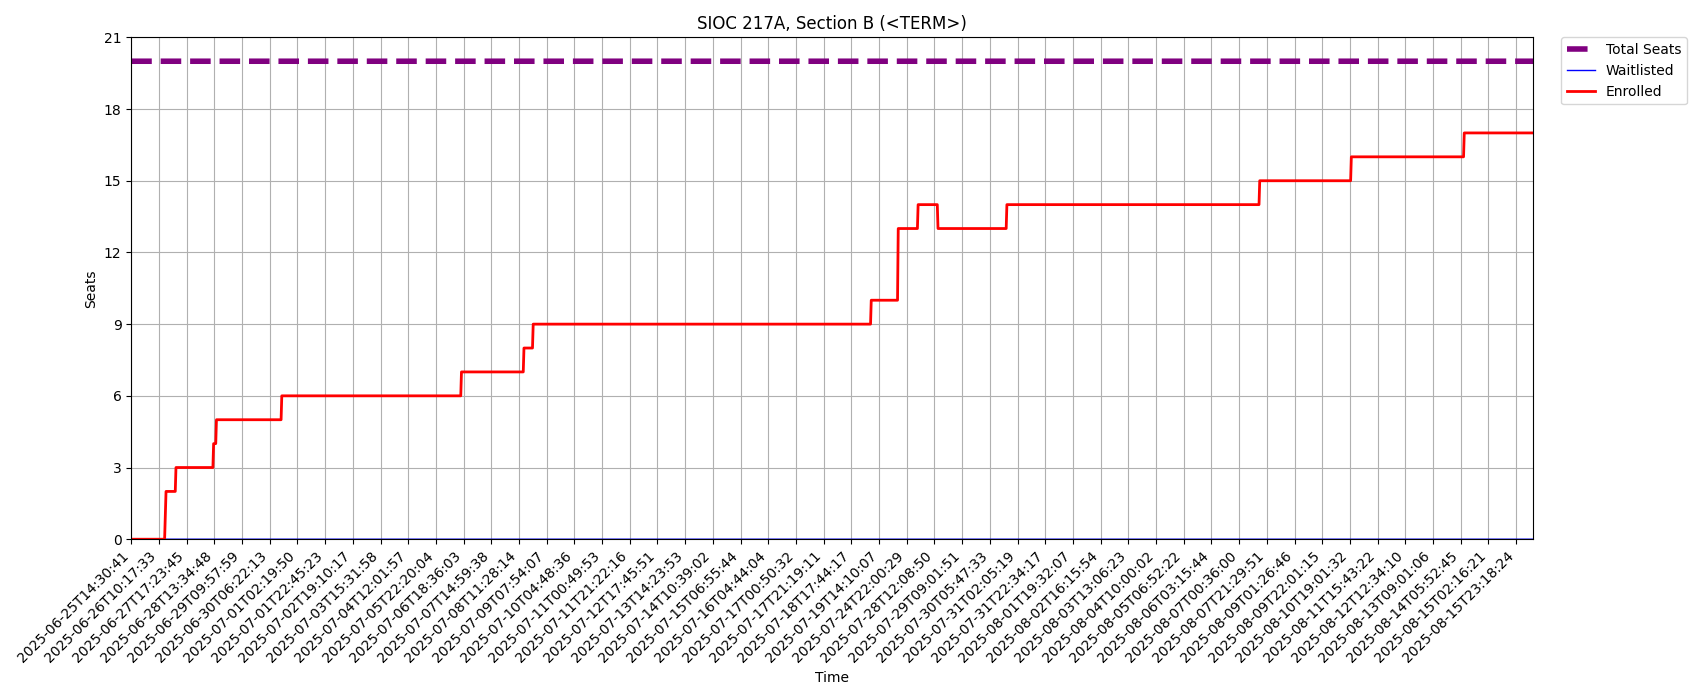 SIOC 217A, Section B (<TERM>)
Total Seats
Waitlisted
Enrolled
21
18
15
12
9
6
3
0
Seats
2025-06-25T14:30:41
2025-06-26T10:17:33
2025-06-27T17:23:45
2025-06-28T13:34:48
2025-06-29T09:57:59
2025-06-30T06:22:13
2025-07-01T02:19:50
2025-07-01T22:45:23
2025-07-02T19:10:17
2025-07-03T15:31:58
2025-07-04T12:01:57
2025-07-05T22:20:04
2025-07-06T18:36:03
2025-07-07T14:59:38
2025-07-08T11:28:14
2025-07-09T07:54:07
2025-07-10T04:48:36
2025-07-11T00:49:53
2025-07-11T21:22:16
2025-07-12T17:45:51
2025-07-13T14:23:53
2025-07-14T10:39:02
2025-07-15T06:55:44
2025-07-16T04:44:04
2025-07-17T00:50:32
2025-07-17T21:19:11
2025-07-18T17:44:17
2025-07-19T14:10:07
2025-07-24T22:00:29
2025-07-28T12:08:50
2025-07-29T09:01:51
2025-07-30T05:47:33
2025-07-31T02:05:19
2025-07-31T22:34:17
2025-08-01T19:32:07
2025-08-02T16:15:54
2025-08-03T13:06:23
2025-08-04T10:00:02
2025-08-05T06:52:22
2025-08-06T03:15:44
2025-08-07T00:36:00
2025-08-07T21:29:51
2025-08-09T01:26:46
2025-08-09T22:01:15
2025-08-10T19:01:32
2025-08-11T15:43:22
2025-08-12T12:34:10
2025-08-13T09:01:06
2025-08-14T05:52:45
2025-08-15T02:16:21
2025-08-15T23:18:24
Time